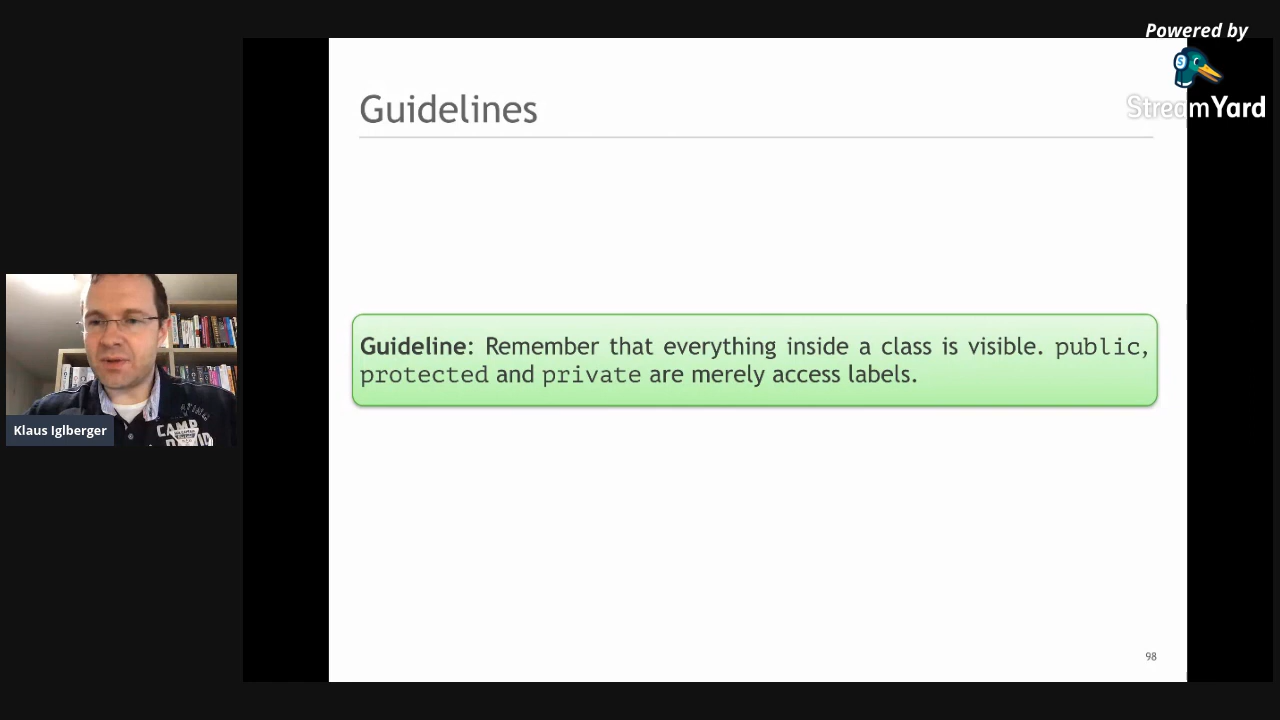 Powered by
StreamYard
Guidelines
Guideline: Remember that everything inside a class is visible. public,
protected and private are merely access labels.
CAMP
Klaus Iglberger
98